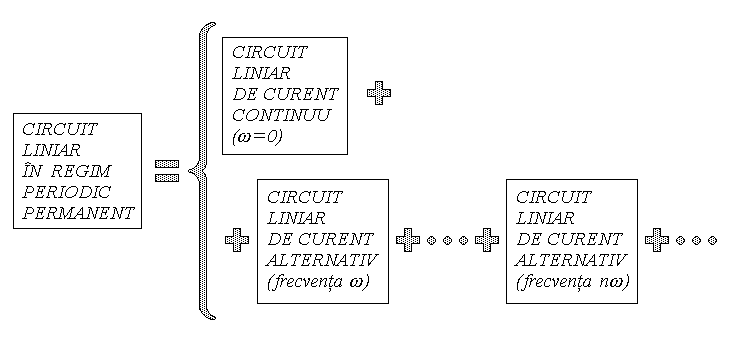 CIRCUIT
LINIAR
ÎN REGIM
PERIODIC
PERMANENT
=
CIRCUIT
LINIAR
DE CURENT
CONTINUU
(ω=0)
+
+
CIRCUIT
LINIAR
DE CURENT
ALTERNATIV
(frecvența ω)
+...+
CIRCUIT
LINIAR
DE CURENT
ALTERNATIV
(frecvența nω)
+...